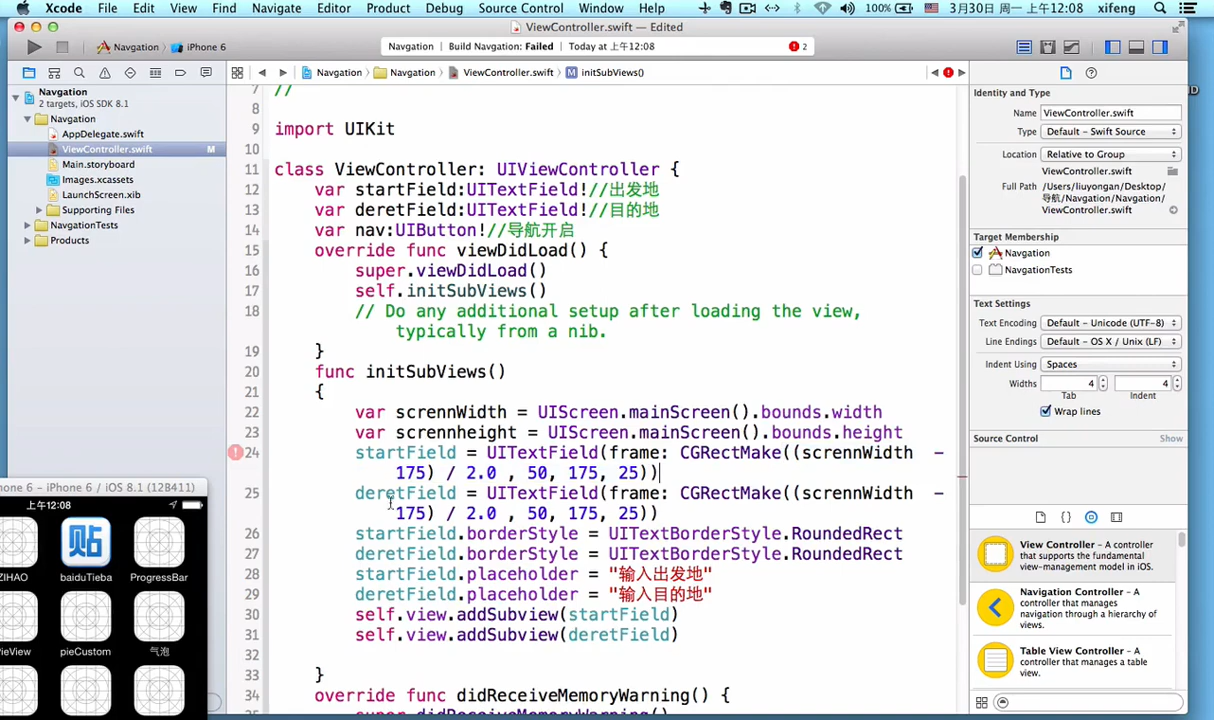 Xcode File Edit View Find Navigate Editor Product Debug Source Control Window Help 100% 3月30日 周一 上午12:08 xifeng
ViewController.swift — Edited
Navgation iPhone 6
Navgation Build Navgation: Failed Today at 上午12:08 2
Navgation Navgation ViewController.swift initSubViews()
Navgation
2 targets, iOS SDK 8.1
Navgation
AppDelegate.swift
ViewController.swift M
Main.storyboard
Images.xcassets
LaunchScreen.xib
Supporting Files
NavgationTests
Products
7 //
8
9 import UIKit
10
11 class ViewController: UIViewController {
12 var startField:UITextField!//出发地
13 var deretField:UITextField!//目的地
14 var nav:UIButton!//导航开启
15 override func viewDidLoad() {
16 super.viewDidLoad()
17 self.initSubViews()
18 // Do any additional setup after loading the view,
typically from a nib.
19 }
20 func initSubViews()
21 {
22 var scrennWidth = UIScreen.mainScreen().bounds.width
23 var scrennheight = UIScreen.mainScreen().bounds.height
24 startField = UITextField(frame: CGRectMake((scrennWidth -
175) / 2.0 , 50, 175, 25))
25 deretField = UITextField(frame: CGRectMake((scrennWidth -
175) / 2.0 , 50, 175, 25))
26 startField.borderStyle = UITextBorderStyle.RoundedRect
27 deretField.borderStyle = UITextBorderStyle.RoundedRect
28 startField.placeholder = "输入出发地"
29 deretField.placeholder = "输入目的地"
30 self.view.addSubview(startField)
31 self.view.addSubview(deretField)
32
33 }
34 override func didReceiveMemoryWarning() {
Identity and Type
Name ViewController.swift
Type Default - Swift Source
Location Relative to Group
ViewController.swift
Full Path /Users/liuyongan/Desktop/
导航/Navgation/Navgation/
ViewController.swift
Target Membership
Navgation
NavgationTests
Text Settings
Text Encoding Default - Unicode (UTF-8)
Line Endings Default - OS X / Unix (LF)
Indent Using Spaces
Widths 4 4
Tab Indent
Wrap lines
Source Control Show
View Controller - A
controller that supports the fundamental
view-management model in iOS.
Navigation Controller - A
controller that manages
navigation through a hierarchy of
views.
Table View Controller - A
controller that manages a table
view.
iPhone 6 / iOS 8.1 (12B411)
上午12:08
贴
ZIHAO baiduTieba ProgressBar
pieView pieCustom 气泡